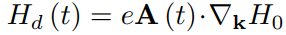 H_d (t) = eA (t)·∇_k H_0